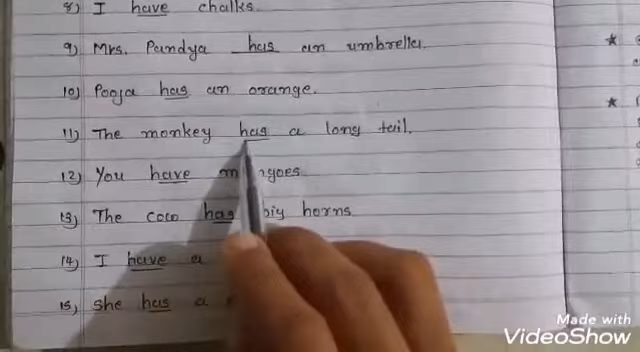 8) I have chalks.
9) Mrs. Pandya has an umbrella.
10) Pooja has an orange.
11) The monkey has a long tail.
12) You have
13) The cow has big horns
14) I have a
15) she has a
Made with
VideoShow